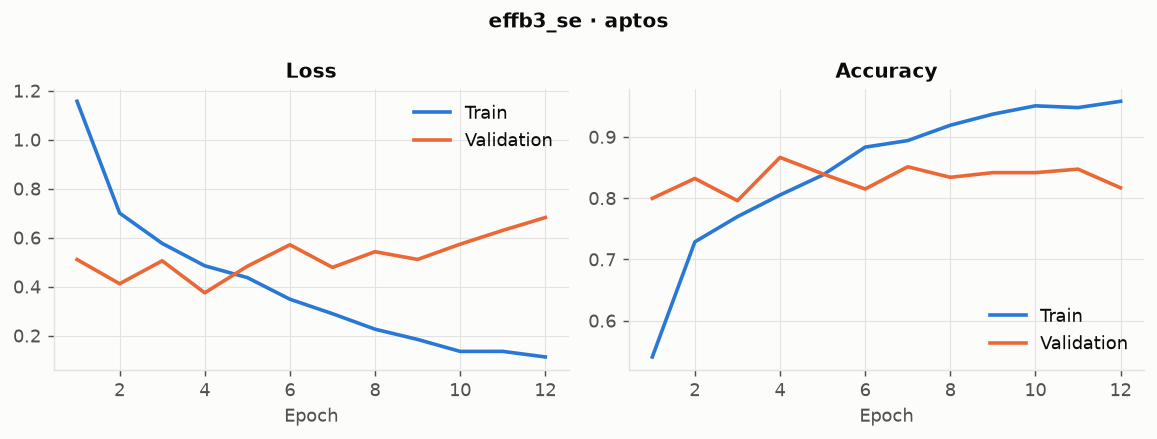 effb3_se · aptos
Loss
1.2
1.0
0.8
0.6
0.4
0.2
Train
Validation
2 4 6 8 10 12
Epoch
Accuracy
0.9
0.8
0.7
0.6
Train
Validation
2 4 6 8 10 12
Epoch